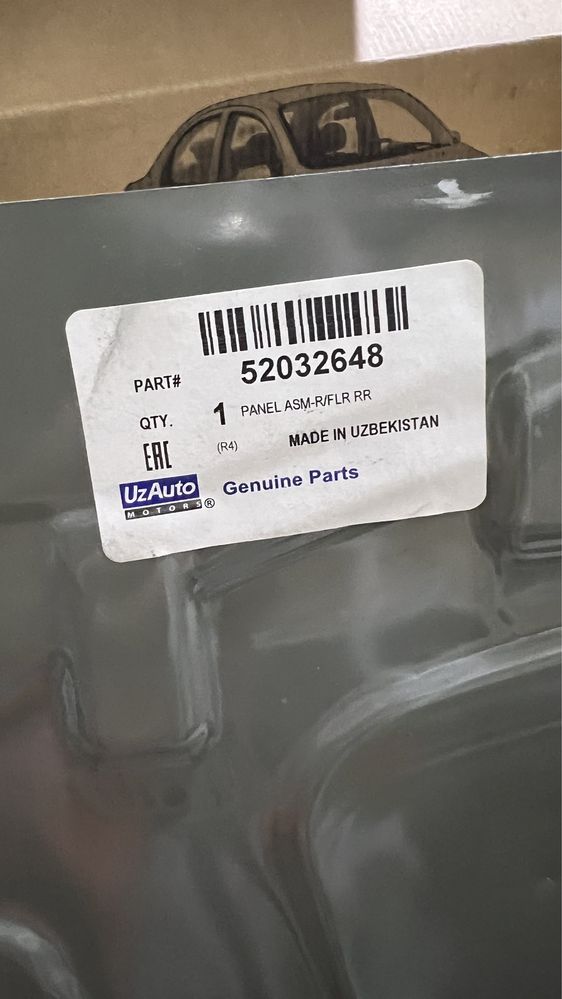 PART# 52032648
QTY. 1 PANEL ASM-R/FLR RR
EAC (R4) MADE IN UZBEKISTAN
UzAuto
MOTORS® Genuine Parts